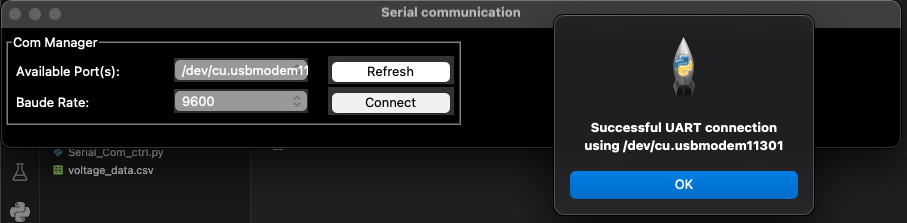 Serial communication
Com Manager
Available Port(s):
/dev/cu.usbmodem11
Refresh
Baude Rate:
9600
Connect
Successful UART connection
using /dev/cu.usbmodem11301
OK
Serial_Com_ctrl.py
voltage_data.csv